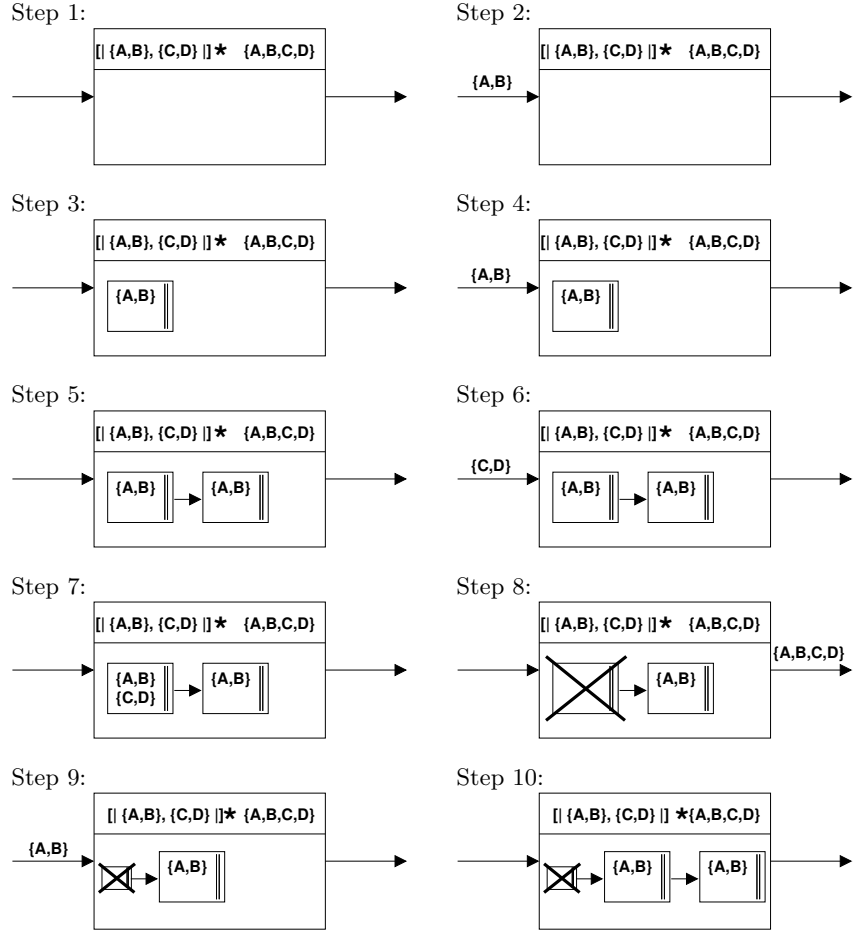 Step 1:
[| {A,B}, {C,D} |]* {A,B,C,D}
Step 2:
[| {A,B}, {C,D} |]* {A,B,C,D}
{A,B}
Step 3:
[| {A,B}, {C,D} |]* {A,B,C,D}
{A,B}
Step 4:
[| {A,B}, {C,D} |]* {A,B,C,D}
{A,B}
{A,B}
Step 5:
[| {A,B}, {C,D} |]* {A,B,C,D}
{A,B} {A,B}
Step 6:
[| {A,B}, {C,D} |]* {A,B,C,D}
{C,D}
{A,B} {A,B}
Step 7:
[| {A,B}, {C,D} |]* {A,B,C,D}
{A,B} {A,B}
{C,D}
Step 8:
[| {A,B}, {C,D} |]* {A,B,C,D}
{A,B,C,D}
{A,B}
Step 9:
[| {A,B}, {C,D} |]* {A,B,C,D}
{A,B}
{A,B}
Step 10:
[| {A,B}, {C,D} |] *{A,B,C,D}
{A,B} {A,B}